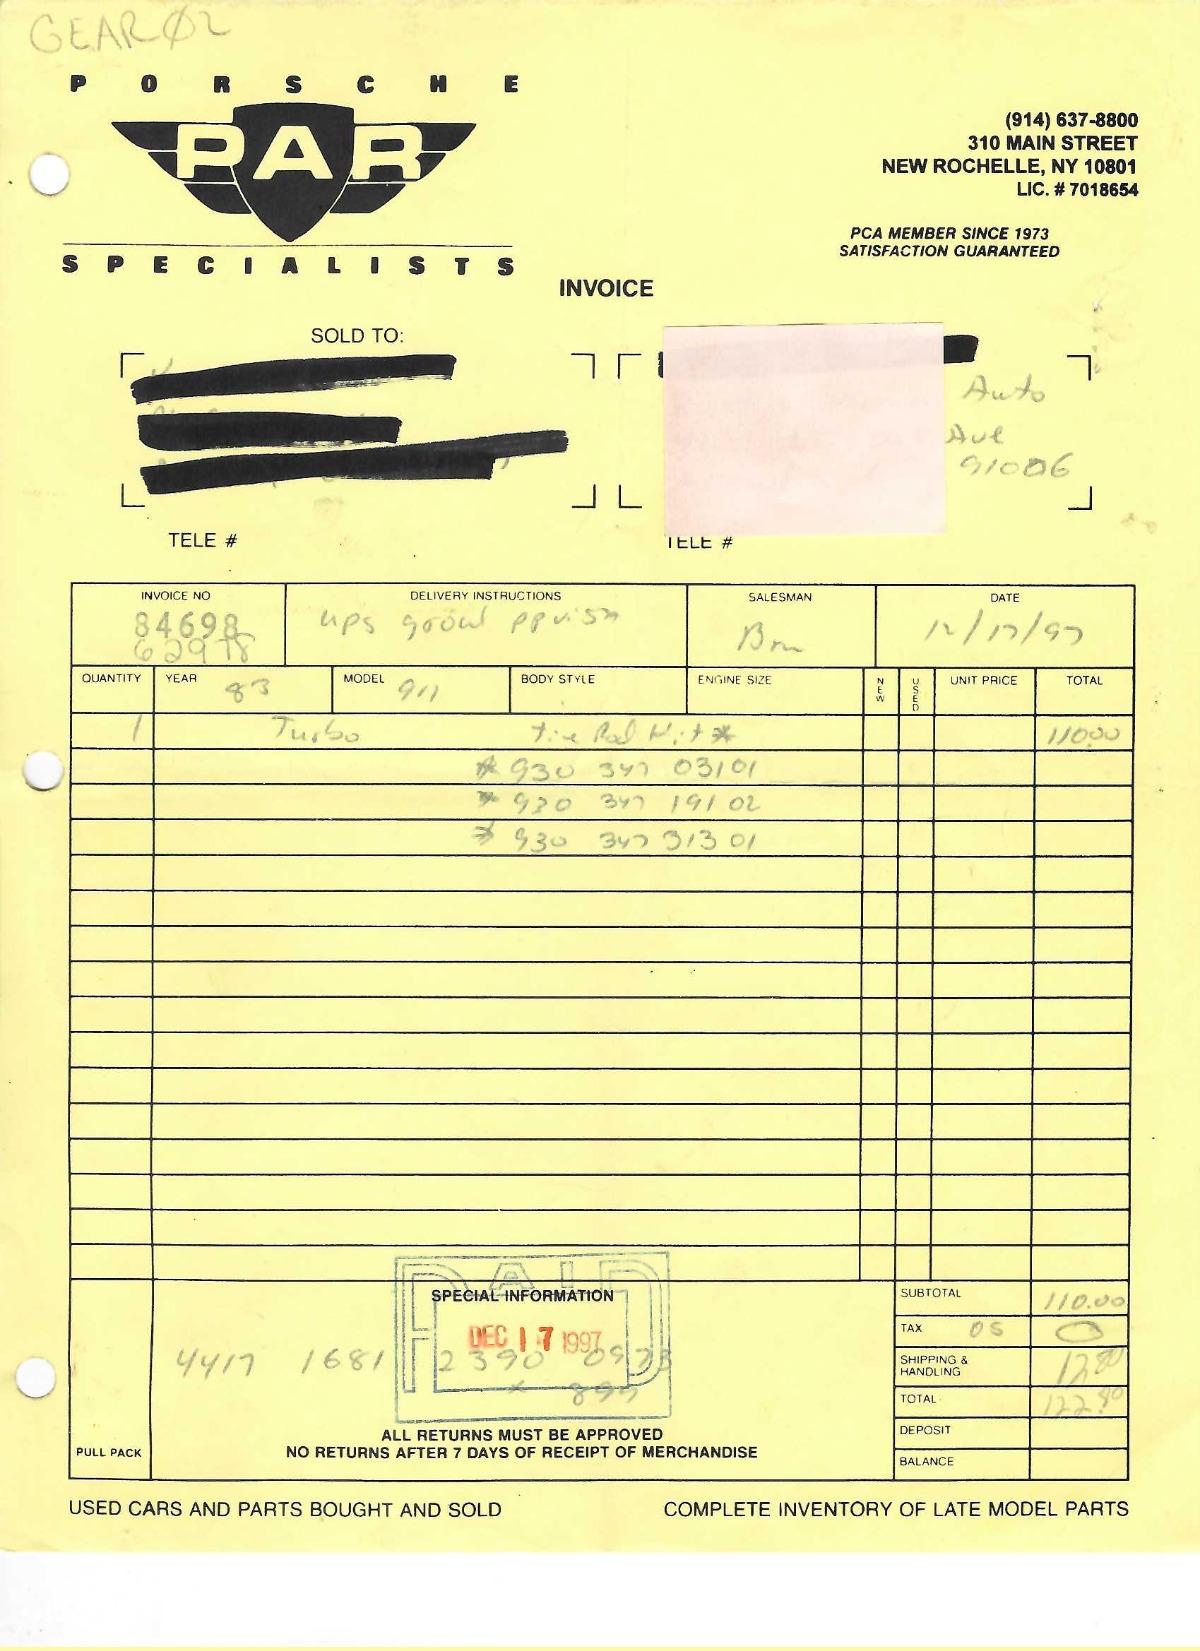 GEARØ2
PORSCHE
PAR
SPECIALISTS
(914) 637-8800
310 MAIN STREET
NEW ROCHELLE, NY 10801
LIC. # 7018654
PCA MEMBER SINCE 1973
SATISFACTION GUARANTEED
INVOICE
SOLD TO:
Auto
Ave
91006
TELE #
TELE #
INVOICE NO
84698
62978
DELIVERY INSTRUCTIONS
ups
SALESMAN
DATE
12/17/97
QUANTITY
YEAR 83
MODEL 911
BODY STYLE
ENGINE SIZE
NEW
USED
UNIT PRICE
TOTAL
1 Turbo tire Rod Kit * 110.00
* 930 347 03101
* 930 347 191 02
* 930 347 313 01
PAID
SPECIAL INFORMATION
DEC 17 1997
4417 1681 2390 0973
x 899
ALL RETURNS MUST BE APPROVED
NO RETURNS AFTER 7 DAYS OF RECEIPT OF MERCHANDISE
PULL PACK
SUBTOTAL 110.00
TAX OS 0
SHIPPING & HANDLING 12.80
TOTAL 122.80
DEPOSIT
BALANCE
USED CARS AND PARTS BOUGHT AND SOLD
COMPLETE INVENTORY OF LATE MODEL PARTS